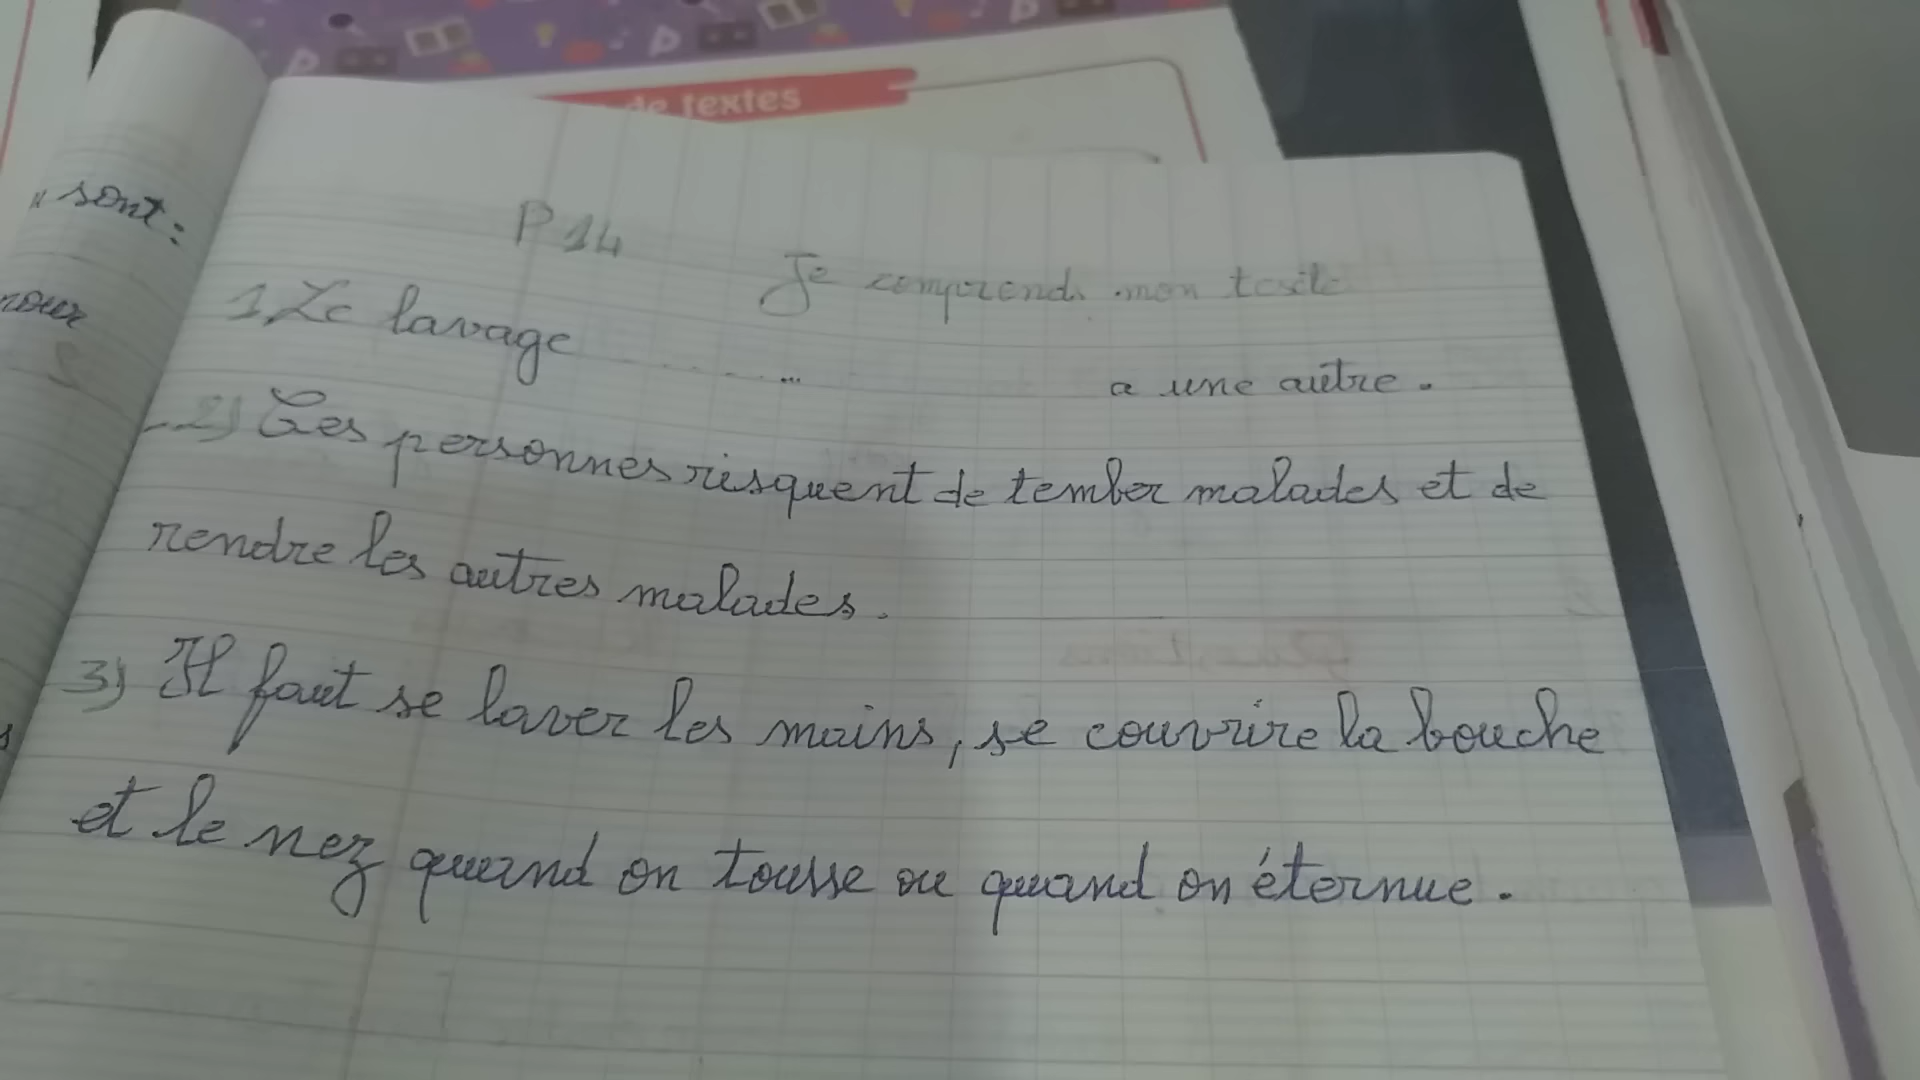 de textes
sont:
pour
P 14
Je comprends mon texte
1. Le lavage ........ ... a une autre.
2) Les personnes risquent de tember malades et de
rendre les autres malades.
3) Il faut se laver les mains, se couvrire la bouche
et le nez quand on tousse ou quand on éternue.